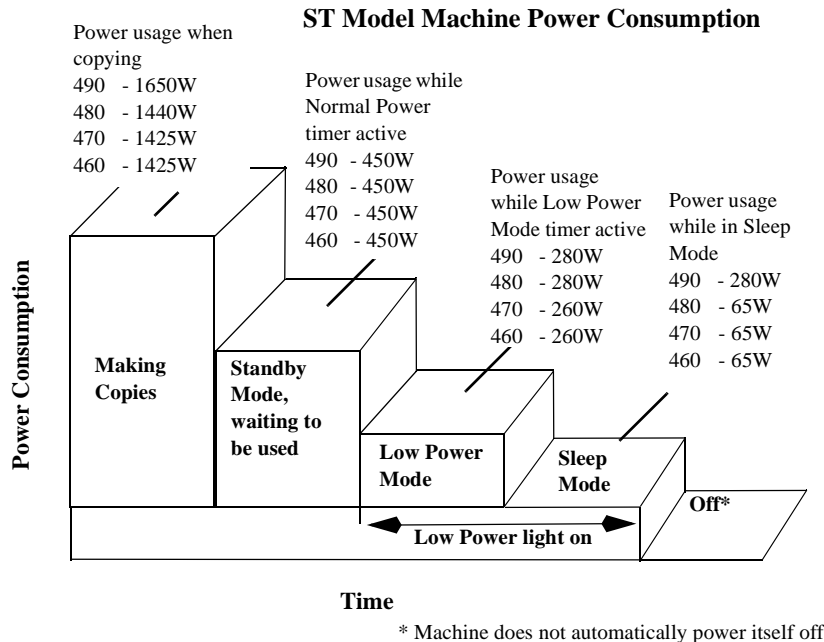 ST Model Machine Power Consumption
Power usage when
copying
490 - 1650W
480 - 1440W
470 - 1425W
460 - 1425W
Power usage while
Normal Power
timer active
490 - 450W
480 - 450W
470 - 450W
460 - 450W
Power usage
while Low Power
Mode timer active
490 - 280W
480 - 280W
470 - 260W
460 - 260W
Power usage
while in Sleep
Mode
490 - 280W
480 - 65W
470 - 65W
460 - 65W
Power Consumption
Making
Copies
Standby
Mode,
waiting to
be used
Low Power
Mode
Sleep
Mode
Off*
Low Power light on
Time
* Machine does not automatically power itself off